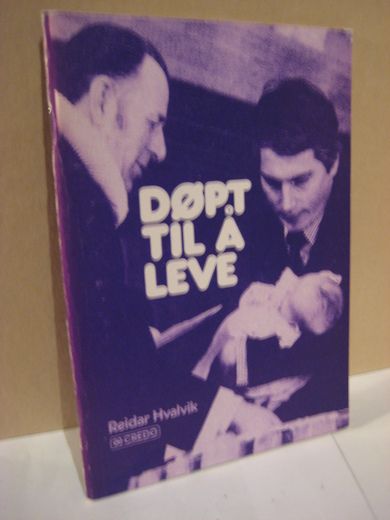 DØPT
TIL Å
LEVE
Reidar Hvalvik
CREDO